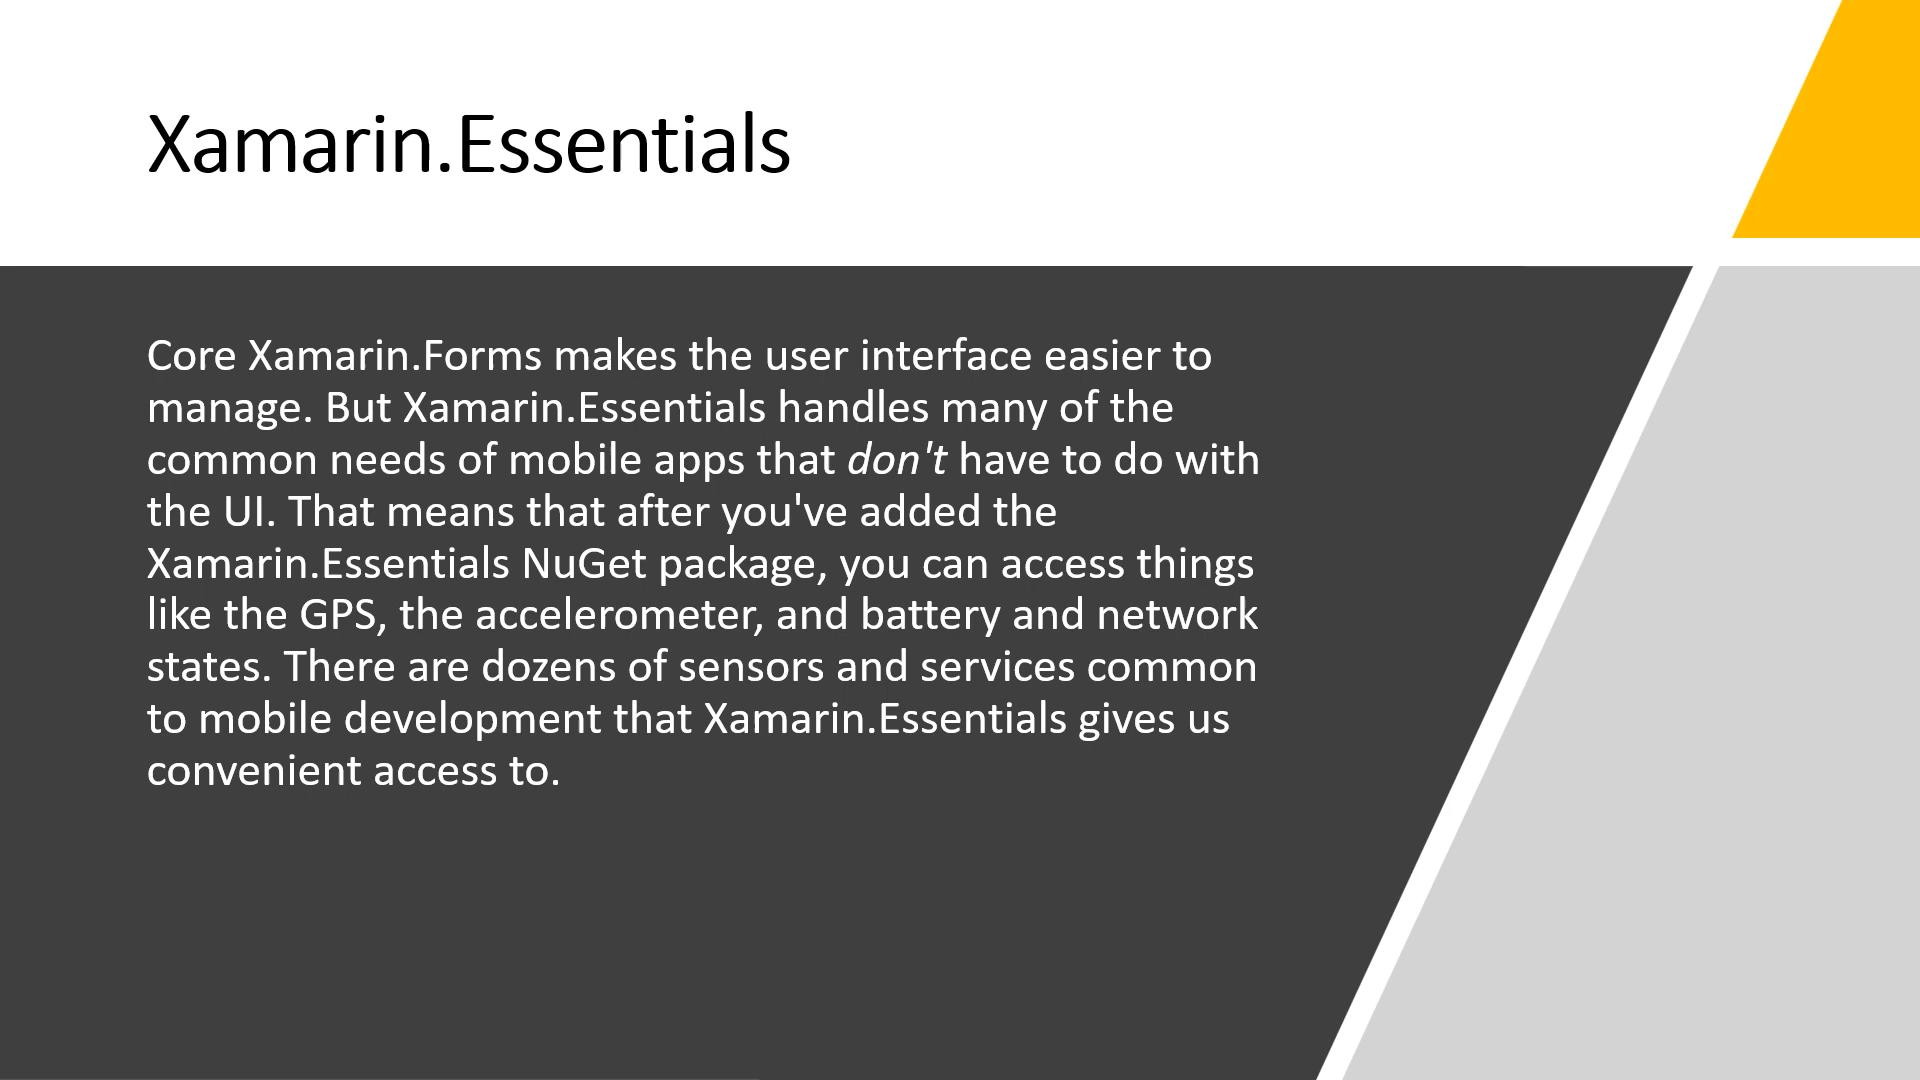 Xamarin.Essentials
Core Xamarin.Forms makes the user interface easier to
manage. But Xamarin.Essentials handles many of the
common needs of mobile apps that don't have to do with
the UI. That means that after you've added the
Xamarin.Essentials NuGet package, you can access things
like the GPS, the accelerometer, and battery and network
states. There are dozens of sensors and services common
to mobile development that Xamarin.Essentials gives us
convenient access to.